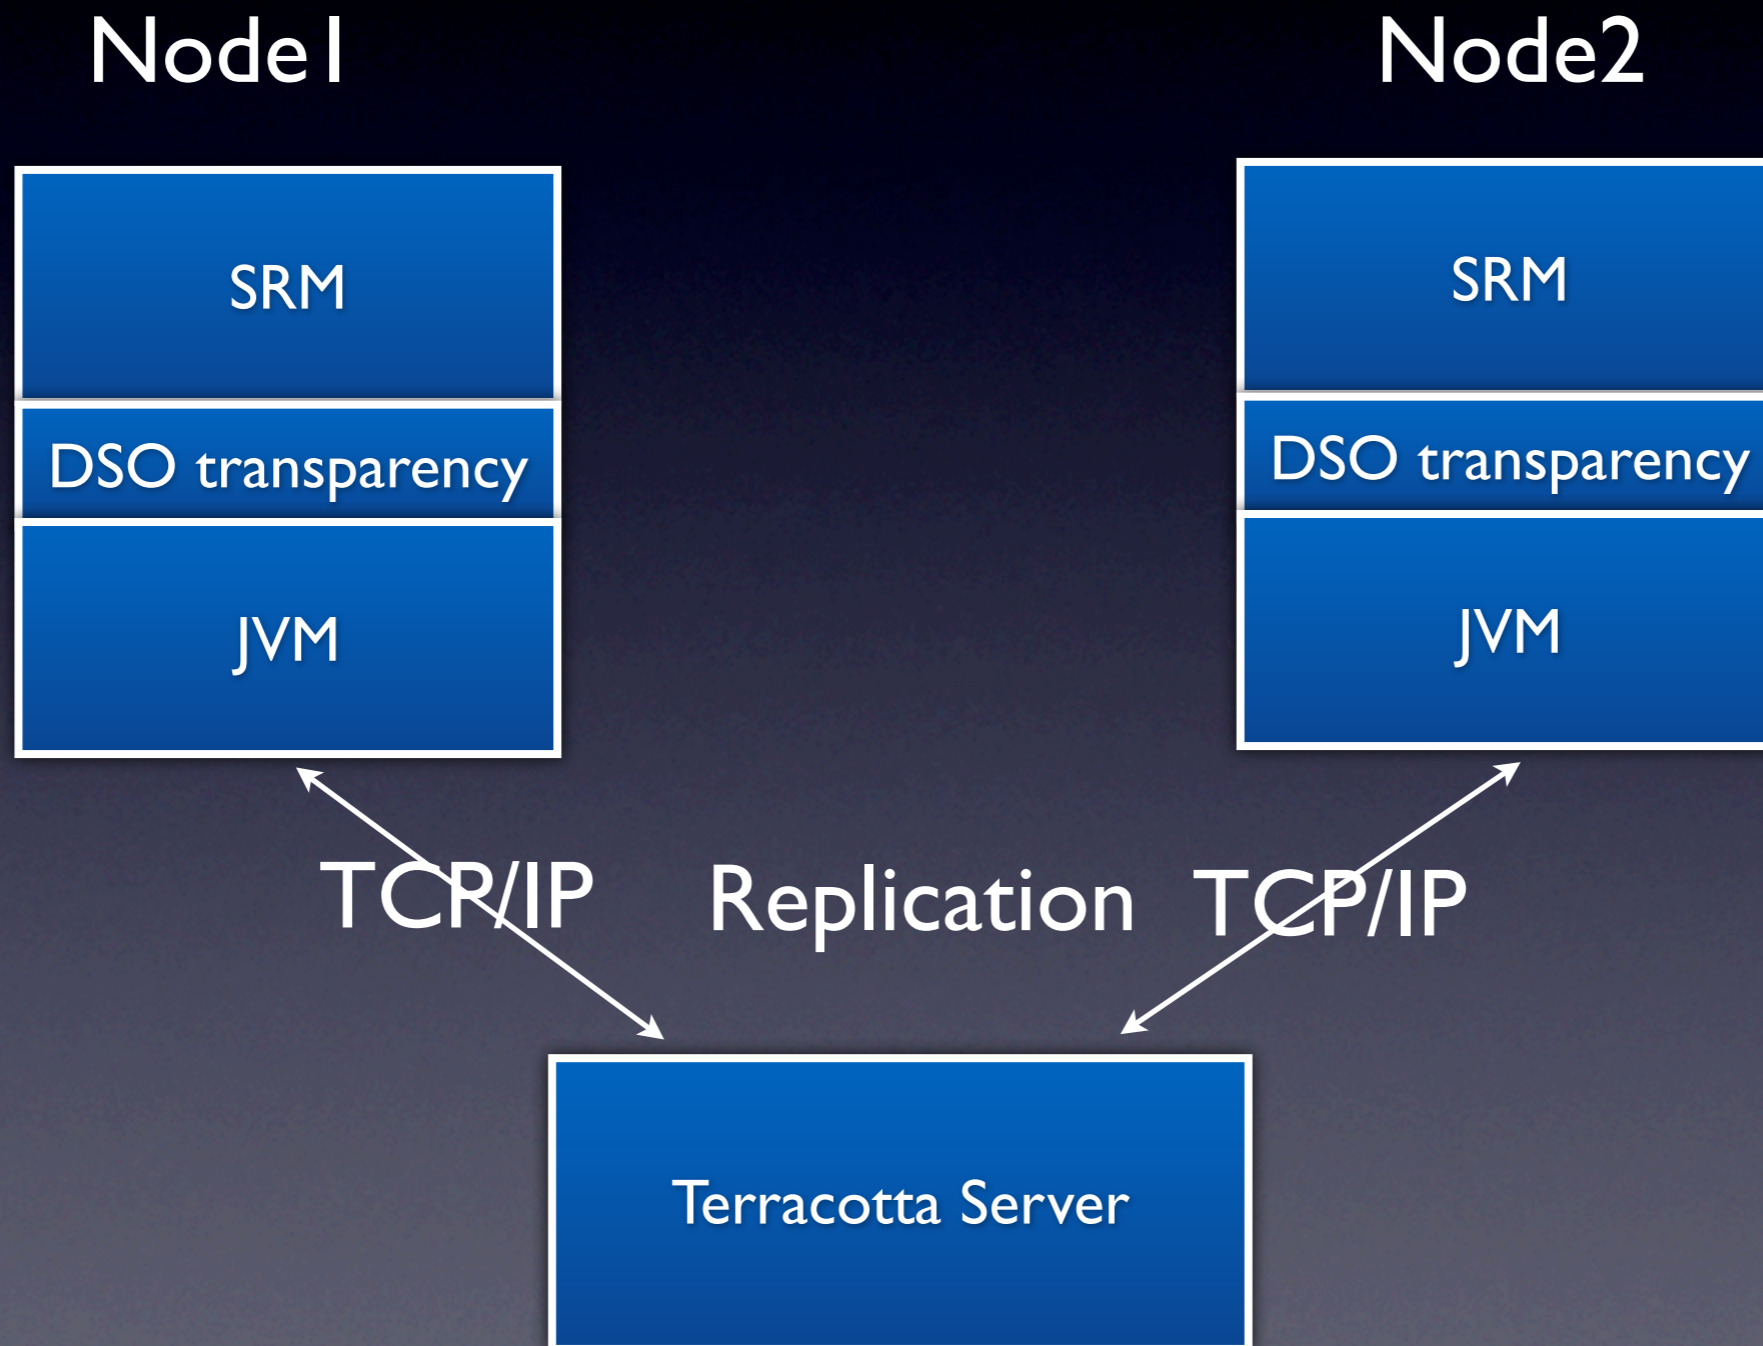 Node1
Node2
SRM
DSO transparency
JVM
SRM
DSO transparency
JVM
TCP/IP
Replication
TCP/IP
Terracotta Server